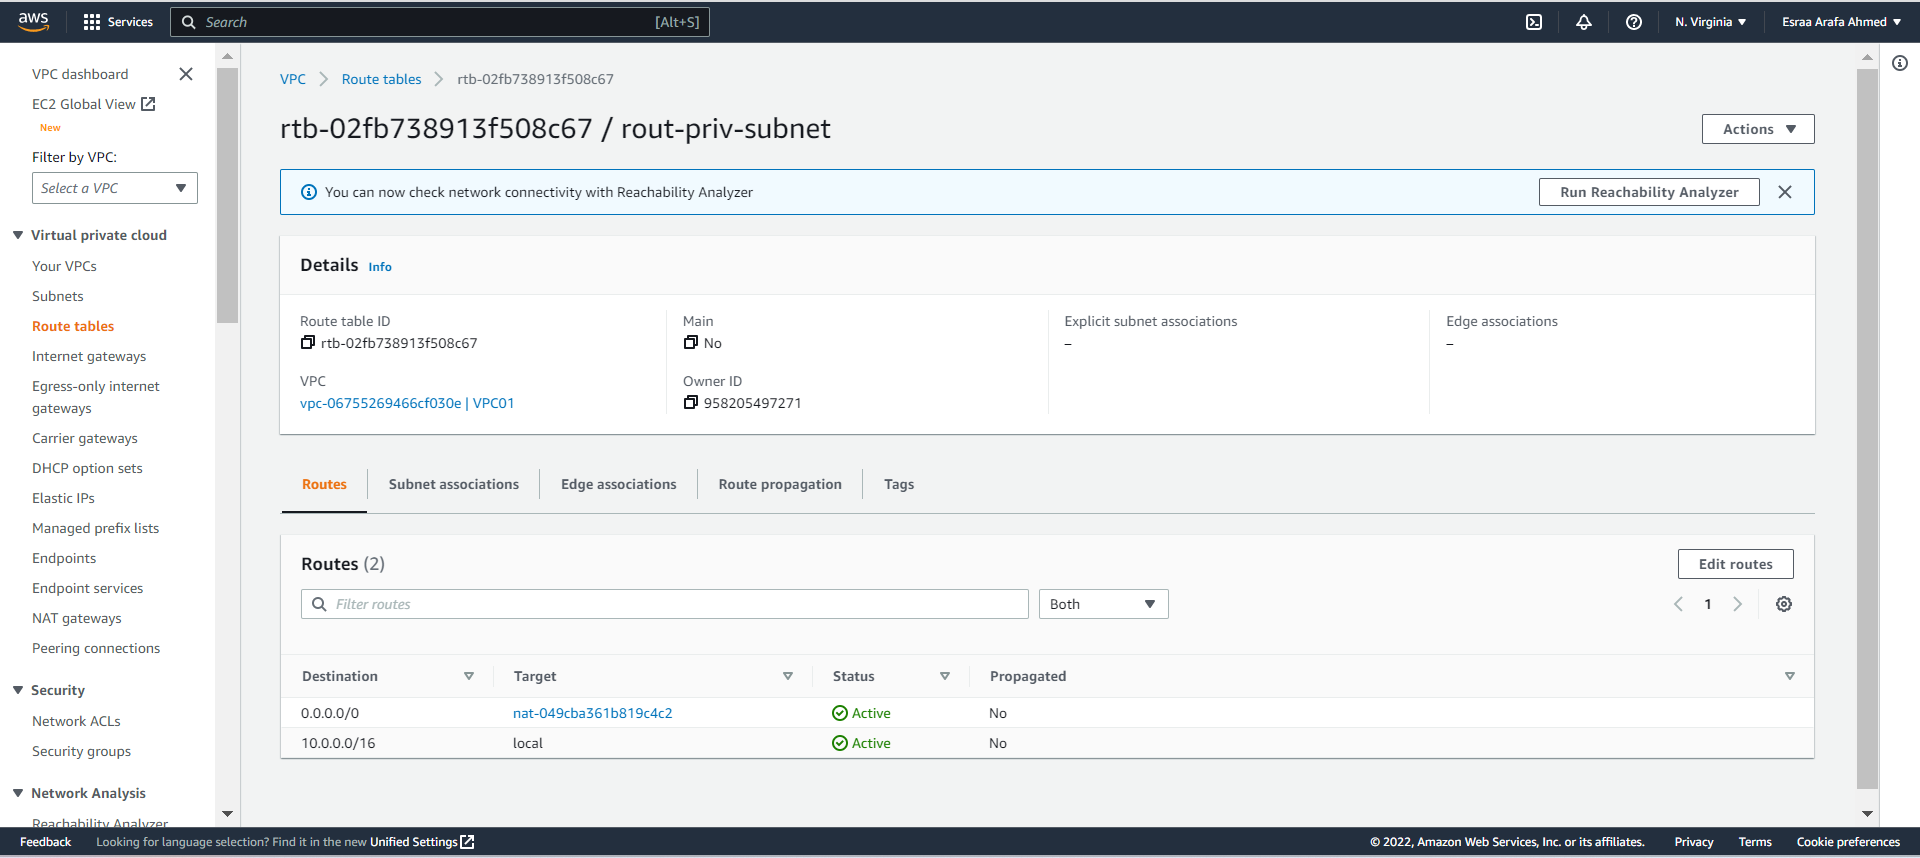 aws Services Search [Alt+S] N. Virginia Esraa Arafa Ahmed
VPC dashboard
EC2 Global View
New
Filter by VPC:
Select a VPC
Virtual private cloud
Your VPCs
Subnets
Route tables
Internet gateways
Egress-only internet
gateways
Carrier gateways
DHCP option sets
Elastic IPs
Managed prefix lists
Endpoints
Endpoint services
NAT gateways
Peering connections
Security
Network ACLs
Security groups
Network Analysis
Reachability Analyzer
VPC Route tables rtb-02fb738913f508c67
rtb-02fb738913f508c67 / rout-priv-subnet
Actions
You can now check network connectivity with Reachability Analyzer
Run Reachability Analyzer
Details Info
Route table ID
rtb-02fb738913f508c67
VPC
vpc-06755269466cf030e | VPC01
Main
No
Owner ID
958205497271
Explicit subnet associations
–
Edge associations
–
Routes Subnet associations Edge associations Route propagation Tags
Routes (2)
Edit routes
Filter routes
Both
1
Destination Target Status Propagated
0.0.0.0/0 nat-049cba361b819c4c2 Active No
10.0.0.0/16 local Active No
Feedback Looking for language selection? Find it in the new Unified Settings © 2022, Amazon Web Services, Inc. or its affiliates. Privacy Terms Cookie preferences